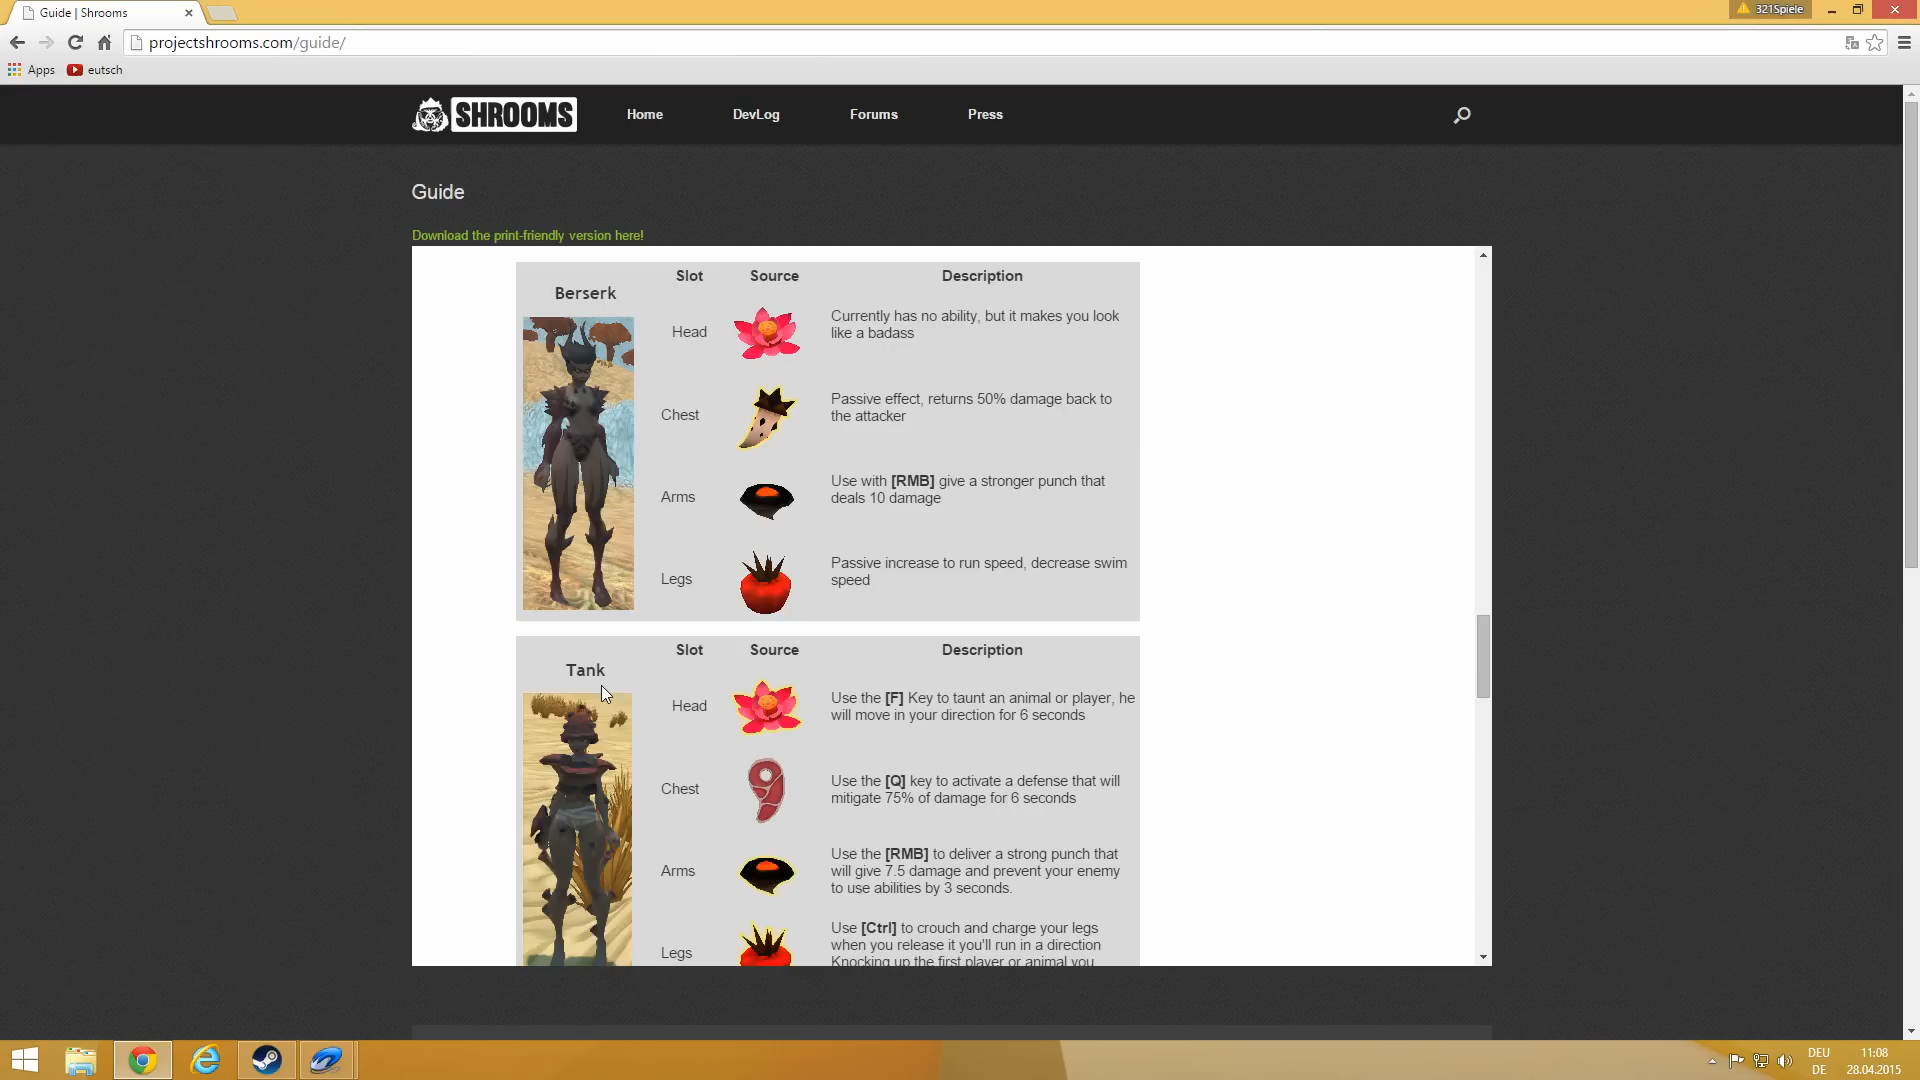 Guide | Shrooms
321Spiele
projectshrooms.com/guide/
Apps
eutsch
SHROOMS
Home
DevLog
Forums
Press
Guide
Download the print-friendly version here!
Berserk
Slot
Source
Description
Head
Currently has no ability, but it makes you look
like a badass
Chest
Passive effect, returns 50% damage back to
the attacker
Arms
Use with [RMB] give a stronger punch that
deals 10 damage
Legs
Passive increase to run speed, decrease swim
speed
Tank
Slot
Source
Description
Head
Use the [F] Key to taunt an animal or player, he
will move in your direction for 6 seconds
Chest
Use the [Q] key to activate a defense that will
mitigate 75% of damage for 6 seconds
Arms
Use the [RMB] to deliver a strong punch that
will give 7.5 damage and prevent your enemy
to use abilities by 3 seconds.
Legs
Use [Ctrl] to crouch and charge your legs
when you release it you'll run in a direction
Knocking up the first player or animal you
DEU
DE
11:08
28.04.2015